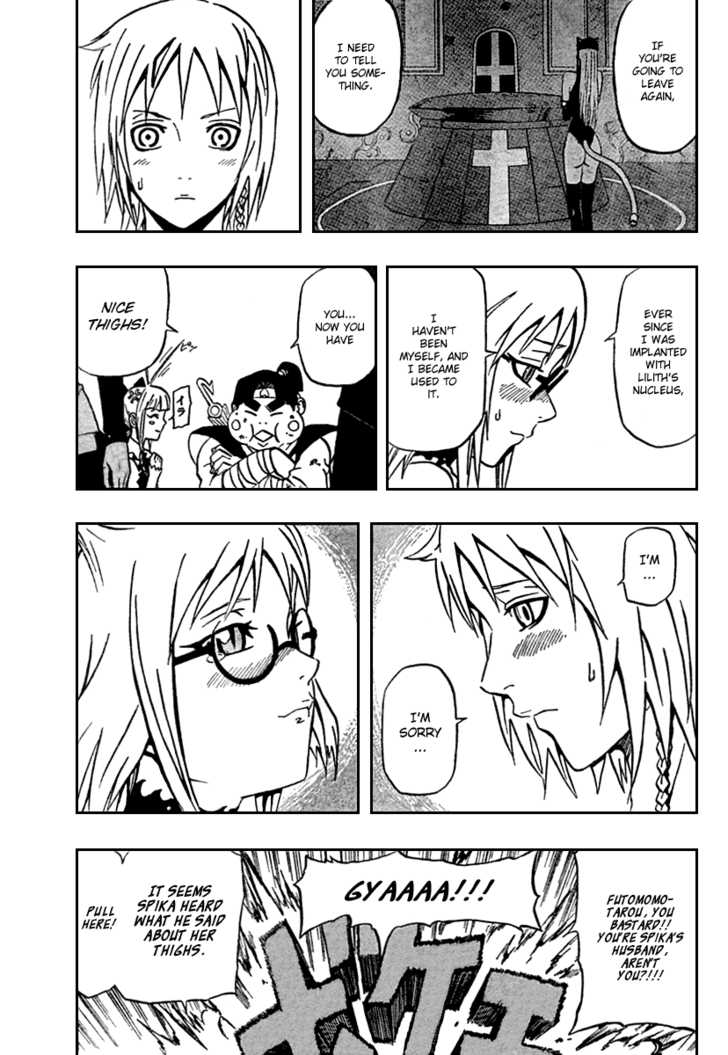 IF
YOU'RE
GOING TO
LEAVE
AGAIN,
I NEED
TO TELL
YOU SOME-
THING.
EVER
SINCE
I WAS
IMPLANTED
WITH
LILITH'S
NUCLEUS,
I
HAVEN'T
BEEN
MYSELF, AND
I BECAME
USED TO
IT.
YOU...
NOW YOU
HAVE
NICE
THIGHS!
イラ
I'M
...
I'M
SORRY
...
FUTOMOMO-
TAROU, YOU
BASTARD!!
YOU'RE SPIKA'S
HUSBAND,
AREN'T
YOU?!!!
GYAAAA!!!
IT SEEMS
SPIKA HEARD
WHAT HE SAID
ABOUT HER
THIGHS.
PULL
HERE!